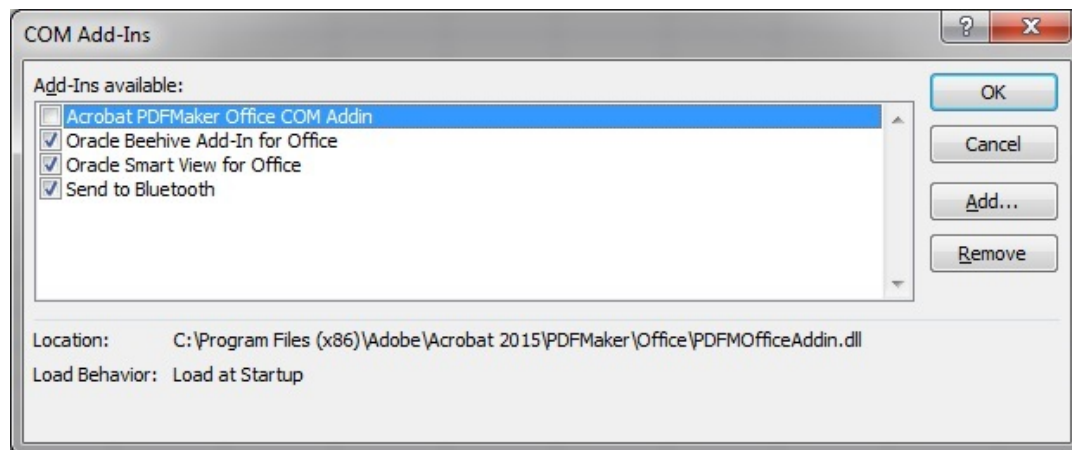 COM Add-Ins
?
X
Add-Ins available:
Acrobat PDFMaker Office COM Addin
Oracle Beehive Add-In for Office
Oracle Smart View for Office
Send to Bluetooth
OK
Cancel
Add...
Remove
Location: C:\Program Files (x86)\Adobe\Acrobat 2015\PDFMaker\Office\PDFMOfficeAddin.dll
Load Behavior: Load at Startup